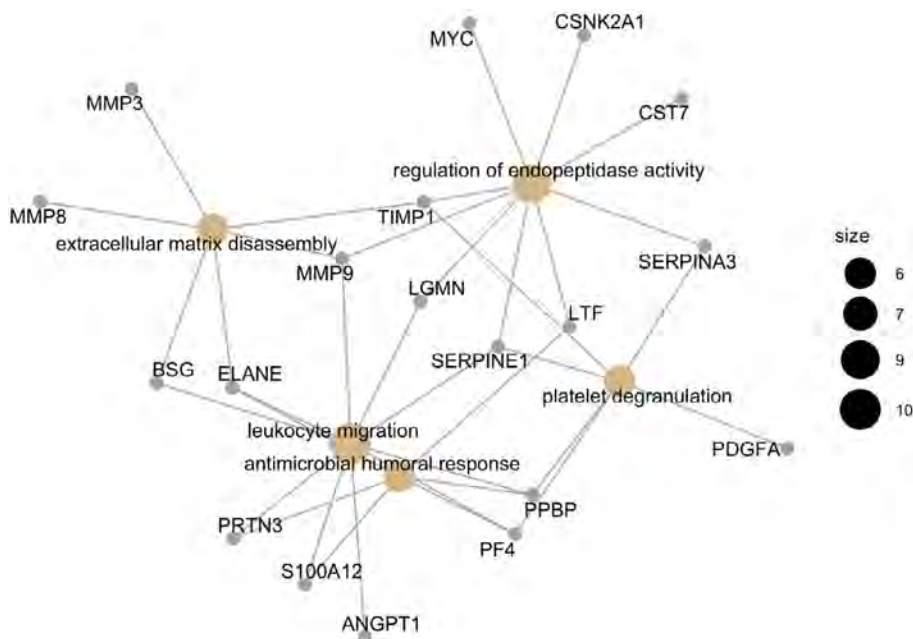 CSNK2A1
MYC
MMP3
CST7
regulation of endopeptidase activity
MMP8
TIMP1
extracellular matrix disassembly
MMP9
SERPINA3
LGMN
LTF
SERPINE1
BSG
ELANE
platelet degranulation
leukocyte migration
antimicrobial humoral response
PDGFA
PPBP
PRTN3
PF4
S100A12
ANGPT1
size
6
7
9
10